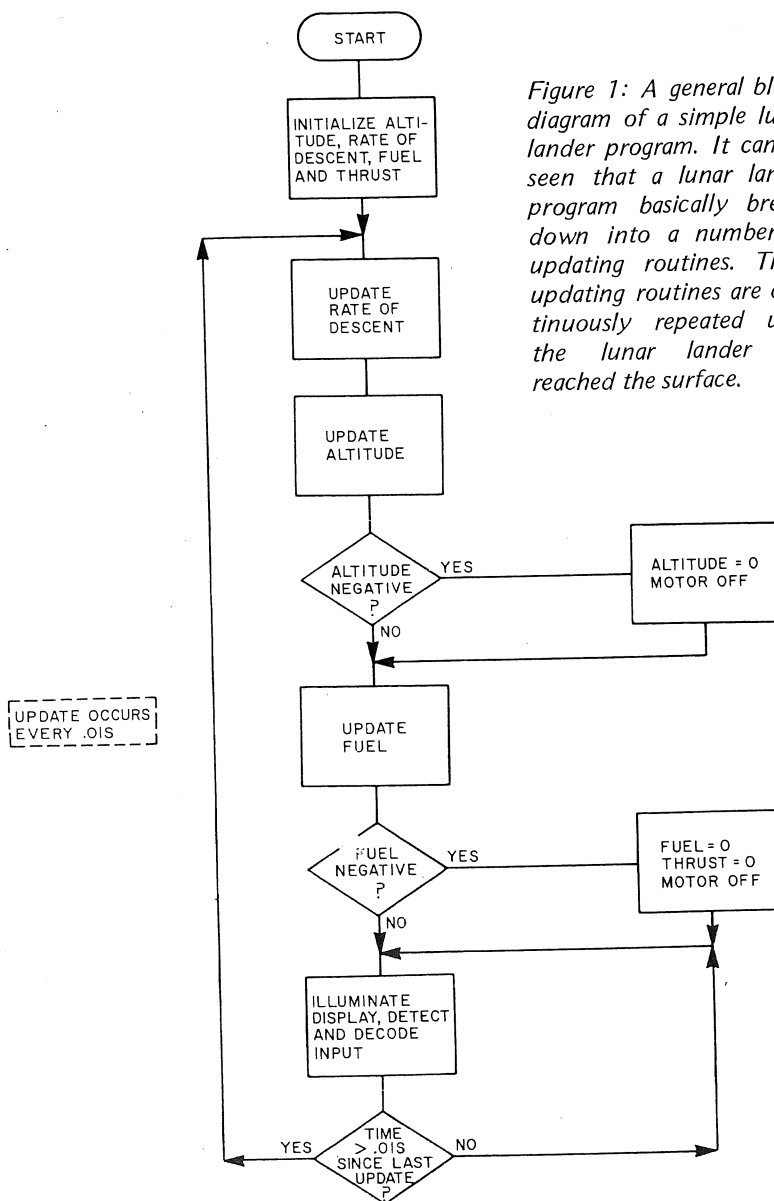 START
INITIALIZE ALTI-
TUDE, RATE OF
DESCENT, FUEL
AND THRUST
Figure 1: A general bl
diagram of a simple lu
lander program. It can
seen that a lunar lan
program basically bre
down into a number
updating routines. Th
updating routines are c
tinuously repeated u
the lunar lander
reached the surface.
UPDATE
RATE OF
DESCENT
UPDATE
ALTITUDE
ALTITUDE
NEGATIVE
?
YES
NO
ALTITUDE = 0
MOTOR OFF
UPDATE OCCURS
EVERY .01S
UPDATE
FUEL
FUEL
NEGATIVE
?
YES
NO
FUEL = 0
THRUST = 0
MOTOR OFF
ILLUMINATE
DISPLAY, DETECT
AND DECODE
INPUT
TIME
> .01S
SINCE LAST
UPDATE
?
YES
NO